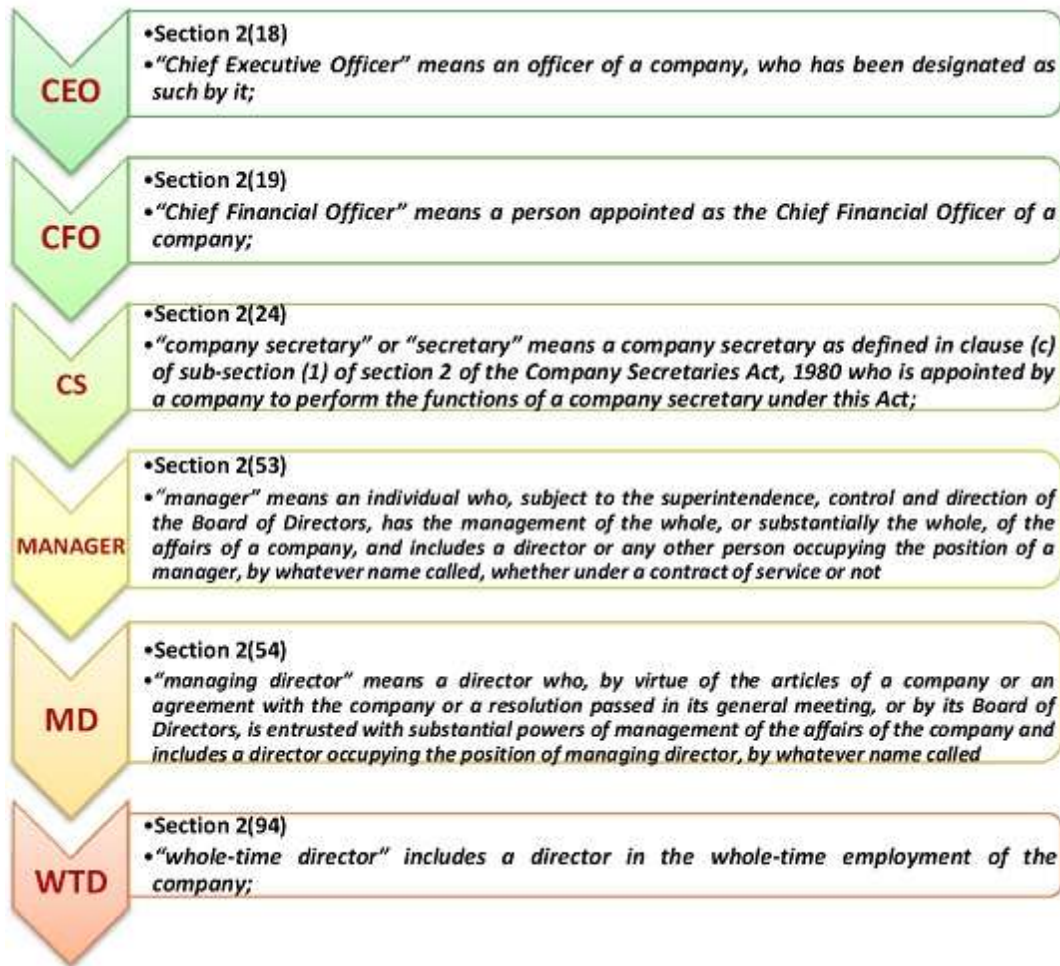 CEO
•Section 2(18)
•“Chief Executive Officer” means an officer of a company, who has been designated as
such by it;
CFO
•Section 2(19)
•“Chief Financial Officer” means a person appointed as the Chief Financial Officer of a
company;
CS
•Section 2(24)
•“company secretary” or “secretary” means a company secretary as defined in clause (c)
of sub-section (1) of section 2 of the Company Secretaries Act, 1980 who is appointed by
a company to perform the functions of a company secretary under this Act;
MANAGER
•Section 2(53)
•“manager” means an individual who, subject to the superintendence, control and direction of
the Board of Directors, has the management of the whole, or substantially the whole, of the
affairs of a company, and includes a director or any other person occupying the position of a
manager, by whatever name called, whether under a contract of service or not
MD
•Section 2(54)
•“managing director” means a director who, by virtue of the articles of a company or an
agreement with the company or a resolution passed in its general meeting, or by its Board of
Directors, is entrusted with substantial powers of management of the affairs of the company and
includes a director occupying the position of managing director, by whatever name called
WTD
•Section 2(94)
•“whole-time director” includes a director in the whole-time employment of the
company;